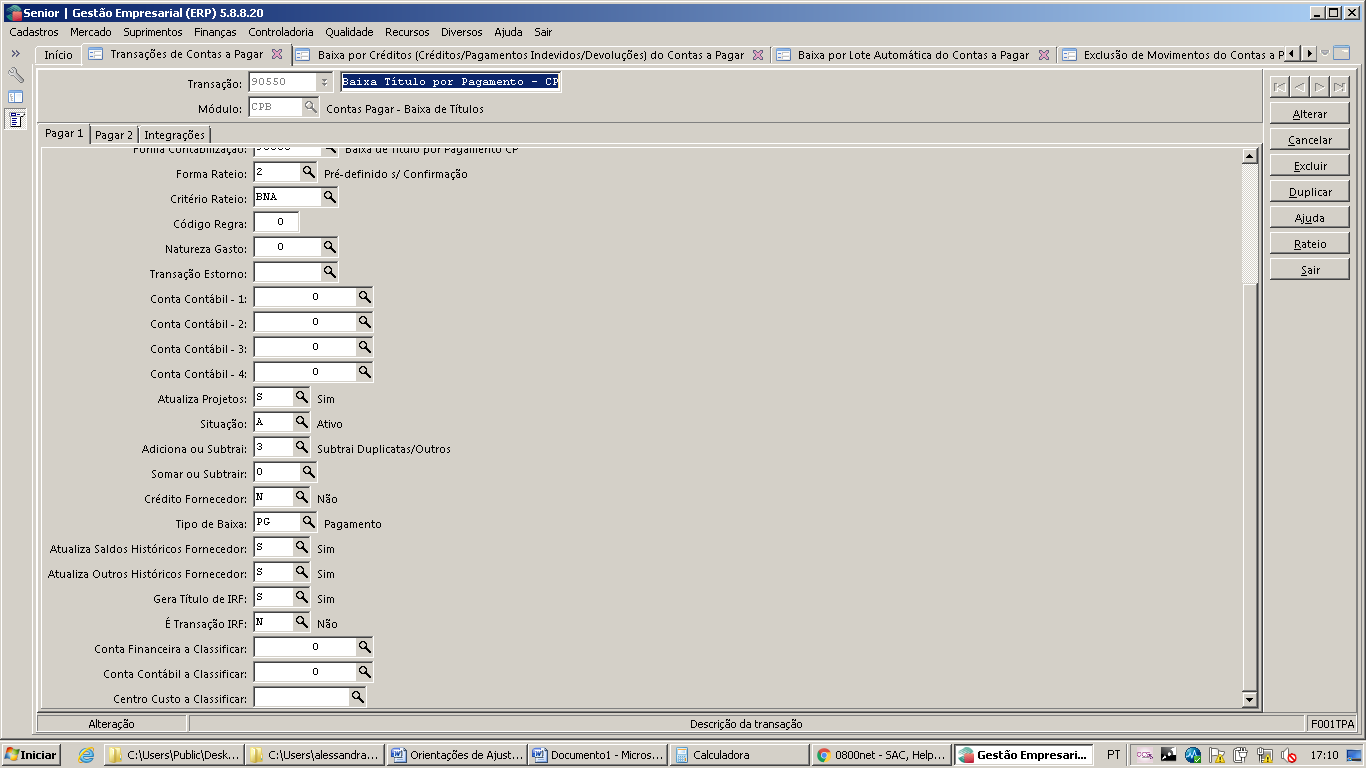 Senior | Gestão Empresarial (ERP) 5.8.8.20
Cadastros Mercado Suprimentos Finanças Controladoria Qualidade Recursos Diversos Ajuda Sair
Início Transações de Contas a Pagar Baixa por Créditos (Créditos/Pagamentos Indevidos/Devoluções) do Contas a Pagar Baixa por Lote Automática do Contas a Pagar Exclusão de Movimentos do Contas a P
Transação: 90550 Baixa Título por Pagamento - CP
Módulo: CPB Contas Pagar - Baixa de Títulos
Alterar
Cancelar
Excluir
Duplicar
Ajuda
Rateio
Sair
Pagar 1 Pagar 2 Integrações
Forma Contabilização: Baixa de Título por Pagamento CP
Forma Rateio: 2 Pré-definido s/ Confirmação
Critério Rateio: BNA
Código Regra: 0
Natureza Gasto: 0
Transação Estorno:
Conta Contábil - 1: 0
Conta Contábil - 2: 0
Conta Contábil - 3: 0
Conta Contábil - 4: 0
Atualiza Projetos: S Sim
Situação: A Ativo
Adiciona ou Subtrai: 3 Subtrai Duplicatas/Outros
Somar ou Subtrair: 0
Crédito Fornecedor: N Não
Tipo de Baixa: PG Pagamento
Atualiza Saldos Históricos Fornecedor: S Sim
Atualiza Outros Históricos Fornecedor: S Sim
Gera Título de IRF: S Sim
É Transação IRF: N Não
Conta Financeira a Classificar: 0
Conta Contábil a Classificar: 0
Centro Custo a Classificar:
Alteração Descrição da transação F001TPA
Iniciar C:\Users\Public\Desk... C:\Users\alessandra... Orientações de Ajust... Documento1 - Micros... Calculadora 0800net - SAC, Help... Gestão Empresari... PT 17:10